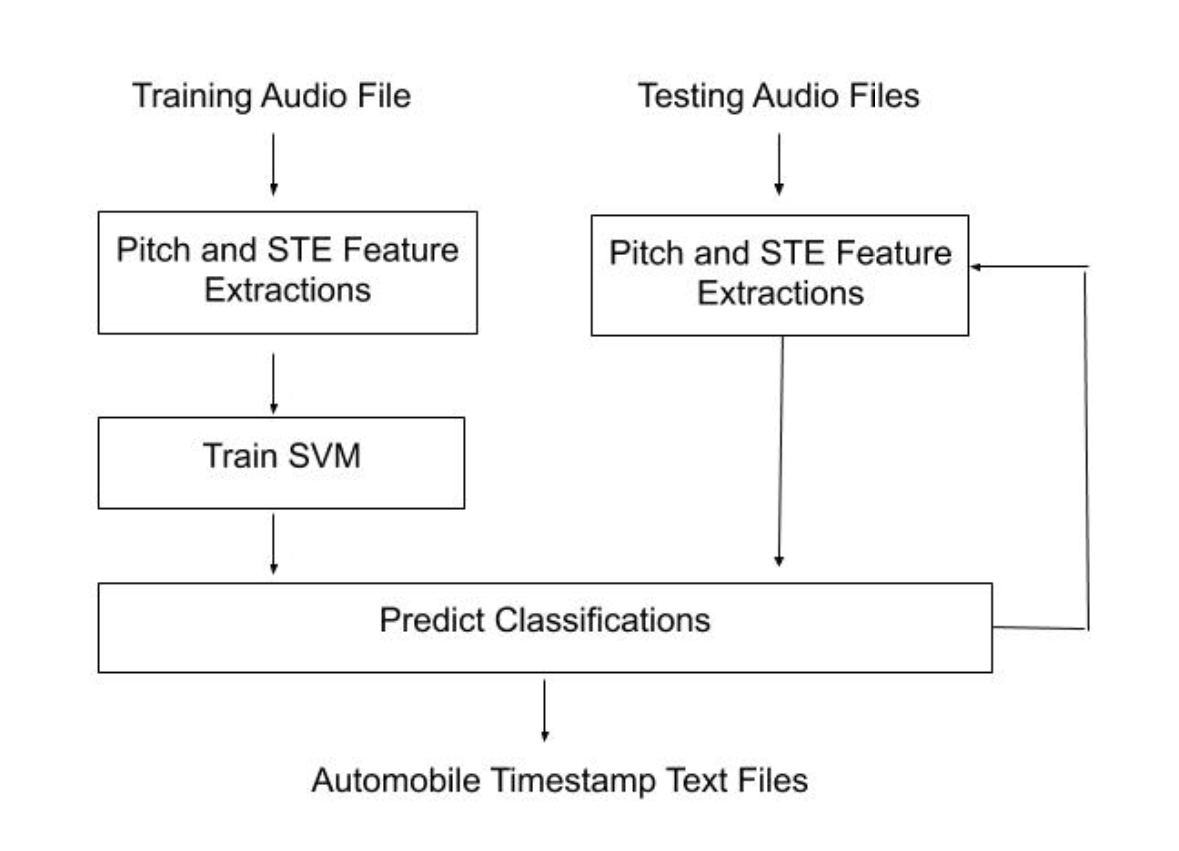 Training Audio File
Testing Audio Files
Pitch and STE Feature
Extractions
Pitch and STE Feature
Extractions
Train SVM
Predict Classifications
Automobile Timestamp Text Files